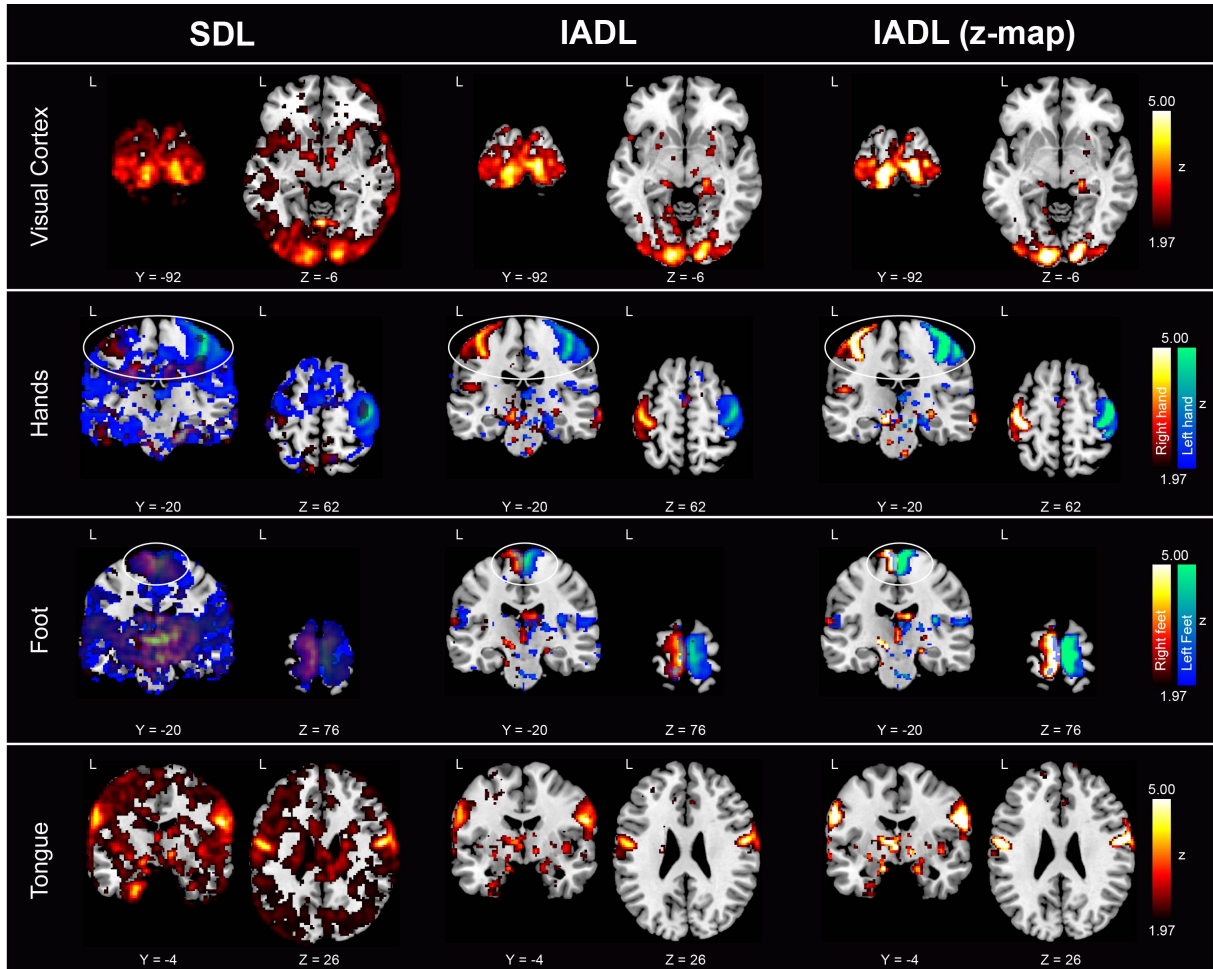 SDL IADL IADL (z-map)
Visual Cortex
L L L L L L
5.00
z
1.97
Y = -92 Z = -6 Y = -92 Z = -6 Y = -92 Z = -6
Hands
L L L L L L
5.00
Right hand
Left hand
z
1.97
Y = -20 Z = 62 Y = -20 Z = 62 Y = -20 Z = 62
Foot
L L L L L L
5.00
Right feet
Left Feet
z
1.97
Y = -20 Z = 76 Y = -20 Z = 76 Y = -20 Z = 76
Tongue
L L L L L L
5.00
z
1.97
Y = -4 Z = 26 Y = -4 Z = 26 Y = -4 Z = 26